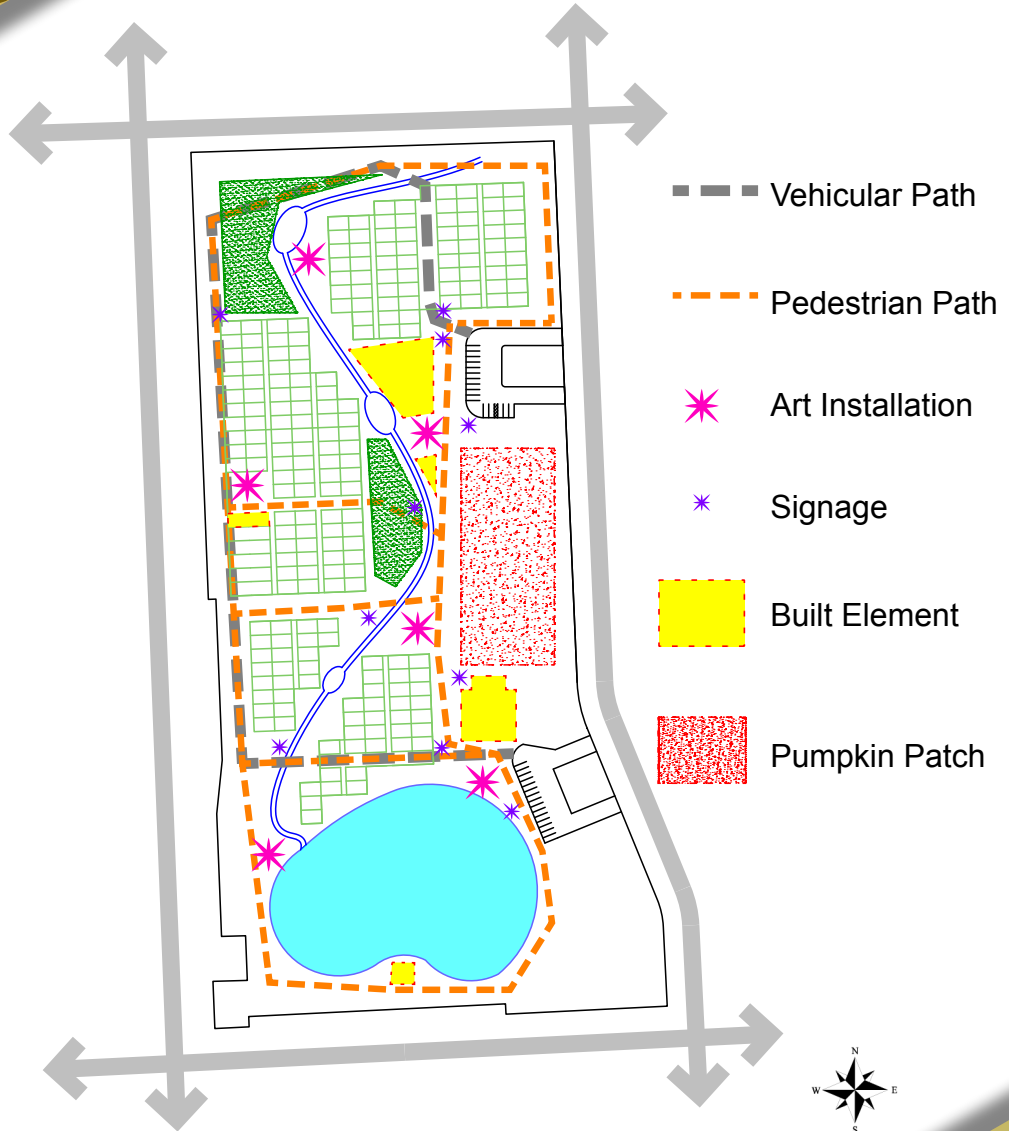 Vehicular Path
Pedestrian Path
Art Installation
Signage
Built Element
Pumpkin Patch
N
W E
S